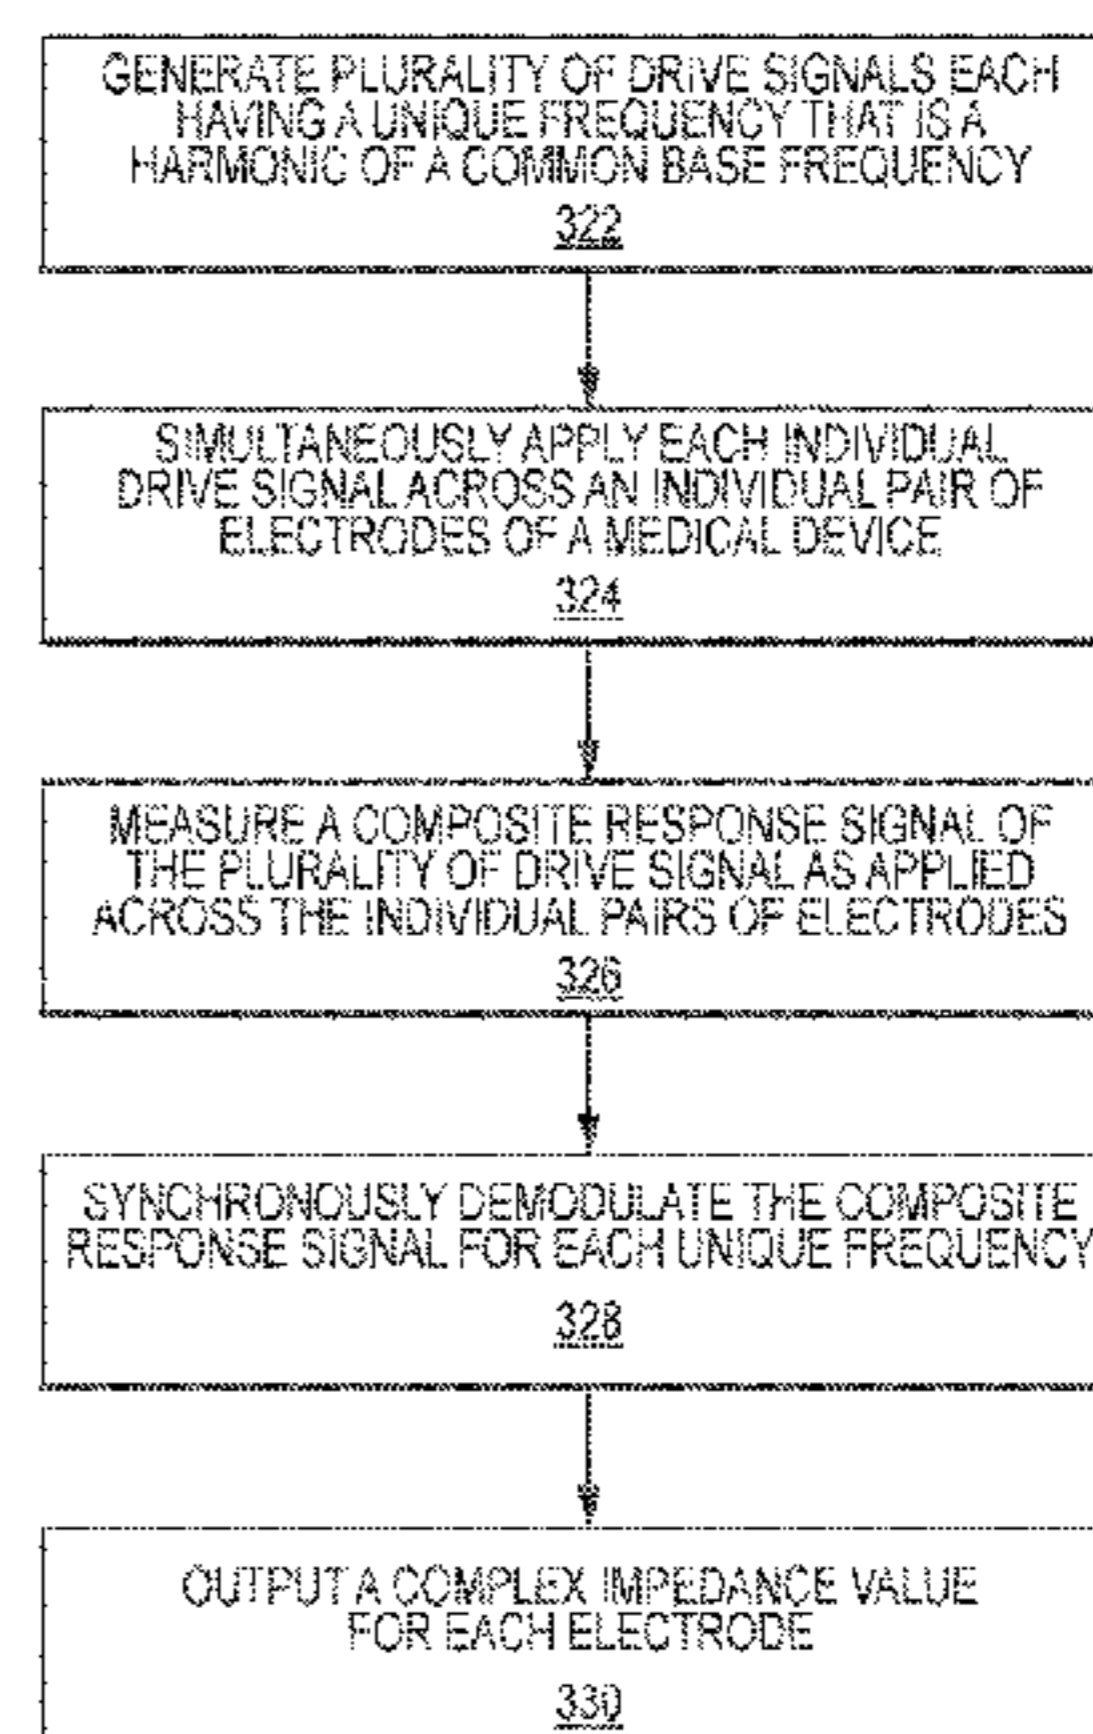 GENERATE PLURALITY OF DRIVE SIGNALS EACH
HAVING A UNIQUE FREQUENCY THAT IS A
HARMONIC OF A COMMON BASE FREQUENCY
322
SIMULTANEOUSLY APPLY EACH INDIVIDUAL
DRIVE SIGNAL ACROSS AN INDIVIDUAL PAIR OF
ELECTRODES OF A MEDICAL DEVICE
324
MEASURE A COMPOSITE RESPONSE SIGNAL OF
THE PLURALITY OF DRIVE SIGNAL AS APPLIED
ACROSS THE INDIVIDUAL PAIRS OF ELECTRODES
326
SYNCHRONOUSLY DEMODULATE THE COMPOSITE
RESPONSE SIGNAL FOR EACH UNIQUE FREQUENCY
328
OUTPUT A COMPLEX IMPEDANCE VALUE
FOR EACH ELECTRODE
330